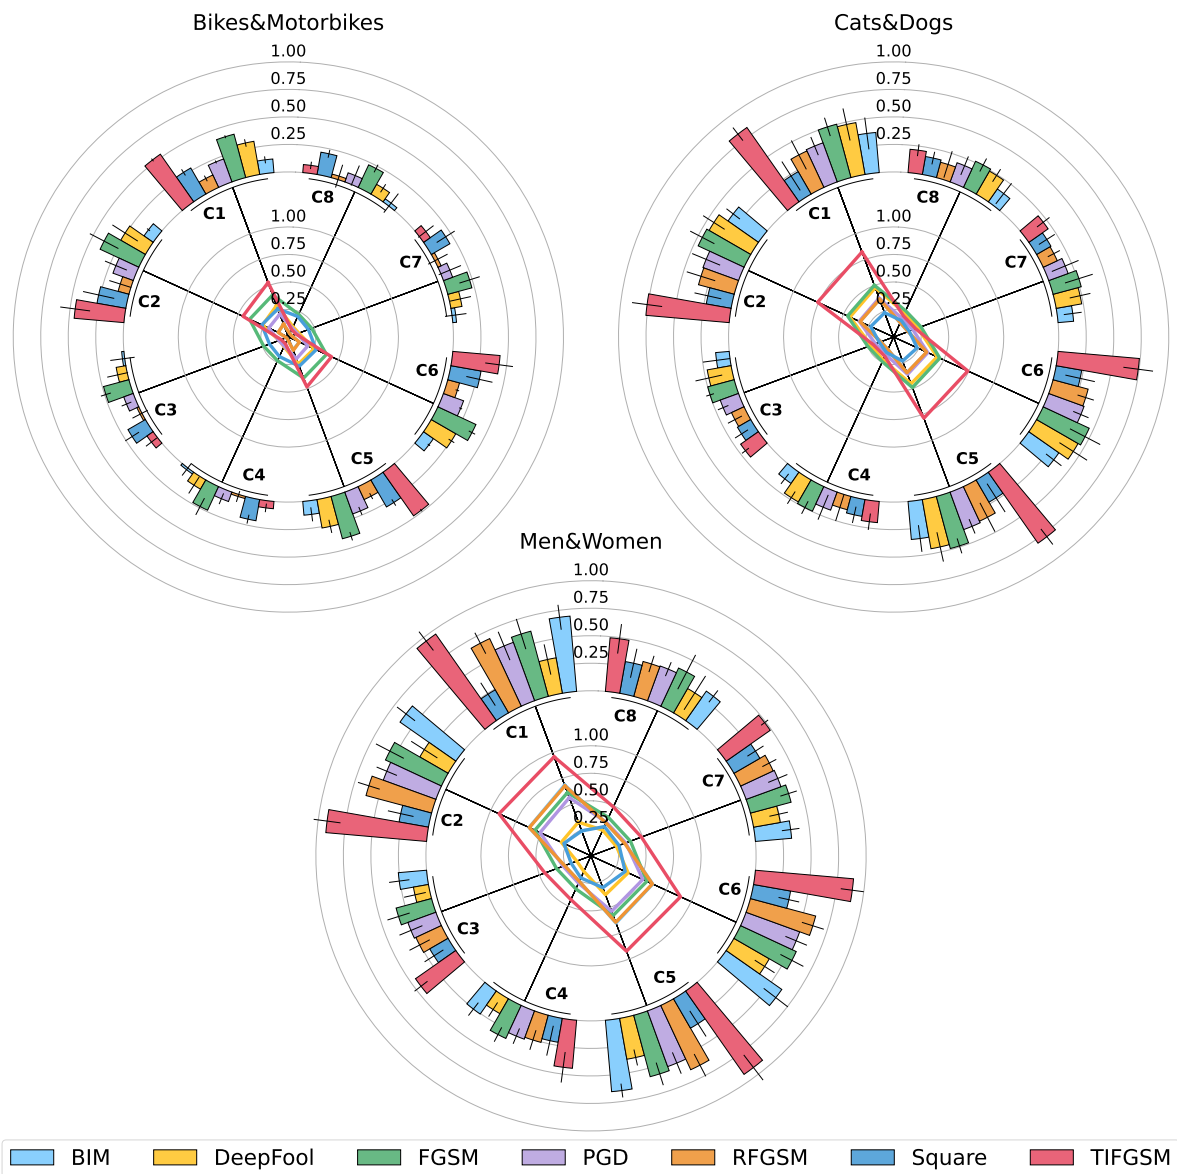 Bikes&Motorbikes
1.00
0.75
0.50
0.25
C8
C1
C7
1.00
0.75
0.50
0.25
C2
C6
C3
C5
C4
Cats&Dogs
1.00
0.75
0.50
0.25
C8
C1
C7
1.00
0.75
0.50
0.25
C2
C6
C3
C5
C4
Men&Women
1.00
0.75
0.50
0.25
C8
C1
C7
1.00
0.75
0.50
0.25
C2
C6
C3
C5
C4
BIM DeepFool FGSM PGD RFGSM Square TIFGSM